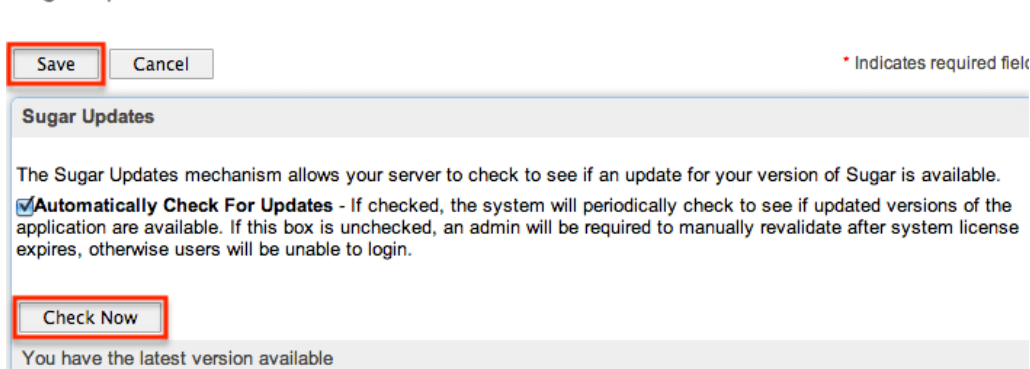 Save Cancel * Indicates required field
Sugar Updates
The Sugar Updates mechanism allows your server to check to see if an update for your version of Sugar is available.
Automatically Check For Updates - If checked, the system will periodically check to see if updated versions of the
application are available. If this box is unchecked, an admin will be required to manually revalidate after system license
expires, otherwise users will be unable to login.
Check Now
You have the latest version available